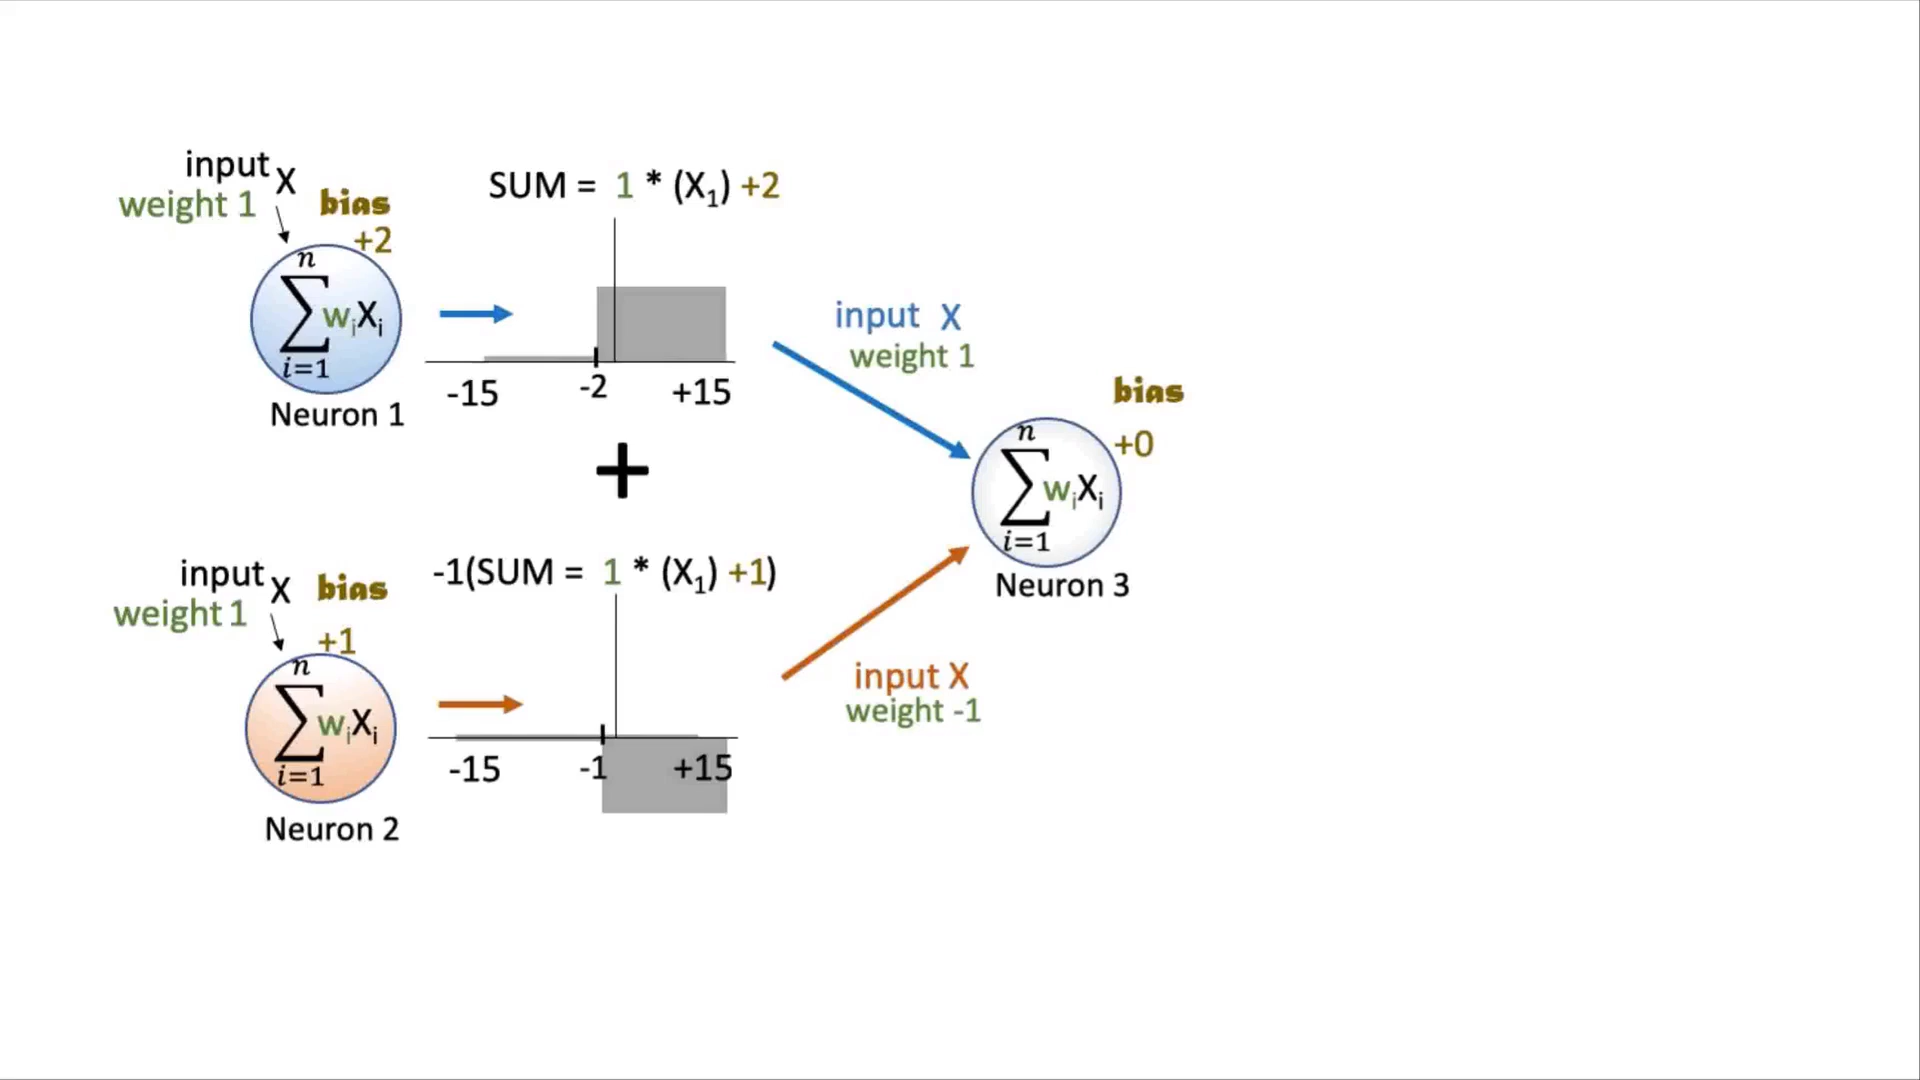 input X
weight 1
bias
+2
n
∑ wᵢXᵢ
i=1
Neuron 1
SUM = 1 * (X₁) +2
-15 -2 +15
+
input X
weight 1
bias
+1
n
∑ wᵢXᵢ
i=1
Neuron 2
-1(SUM = 1 * (X₁) +1)
-15 -1 +15
input X
weight 1
input X
weight -1
bias
+0
n
∑ wᵢXᵢ
i=1
Neuron 3